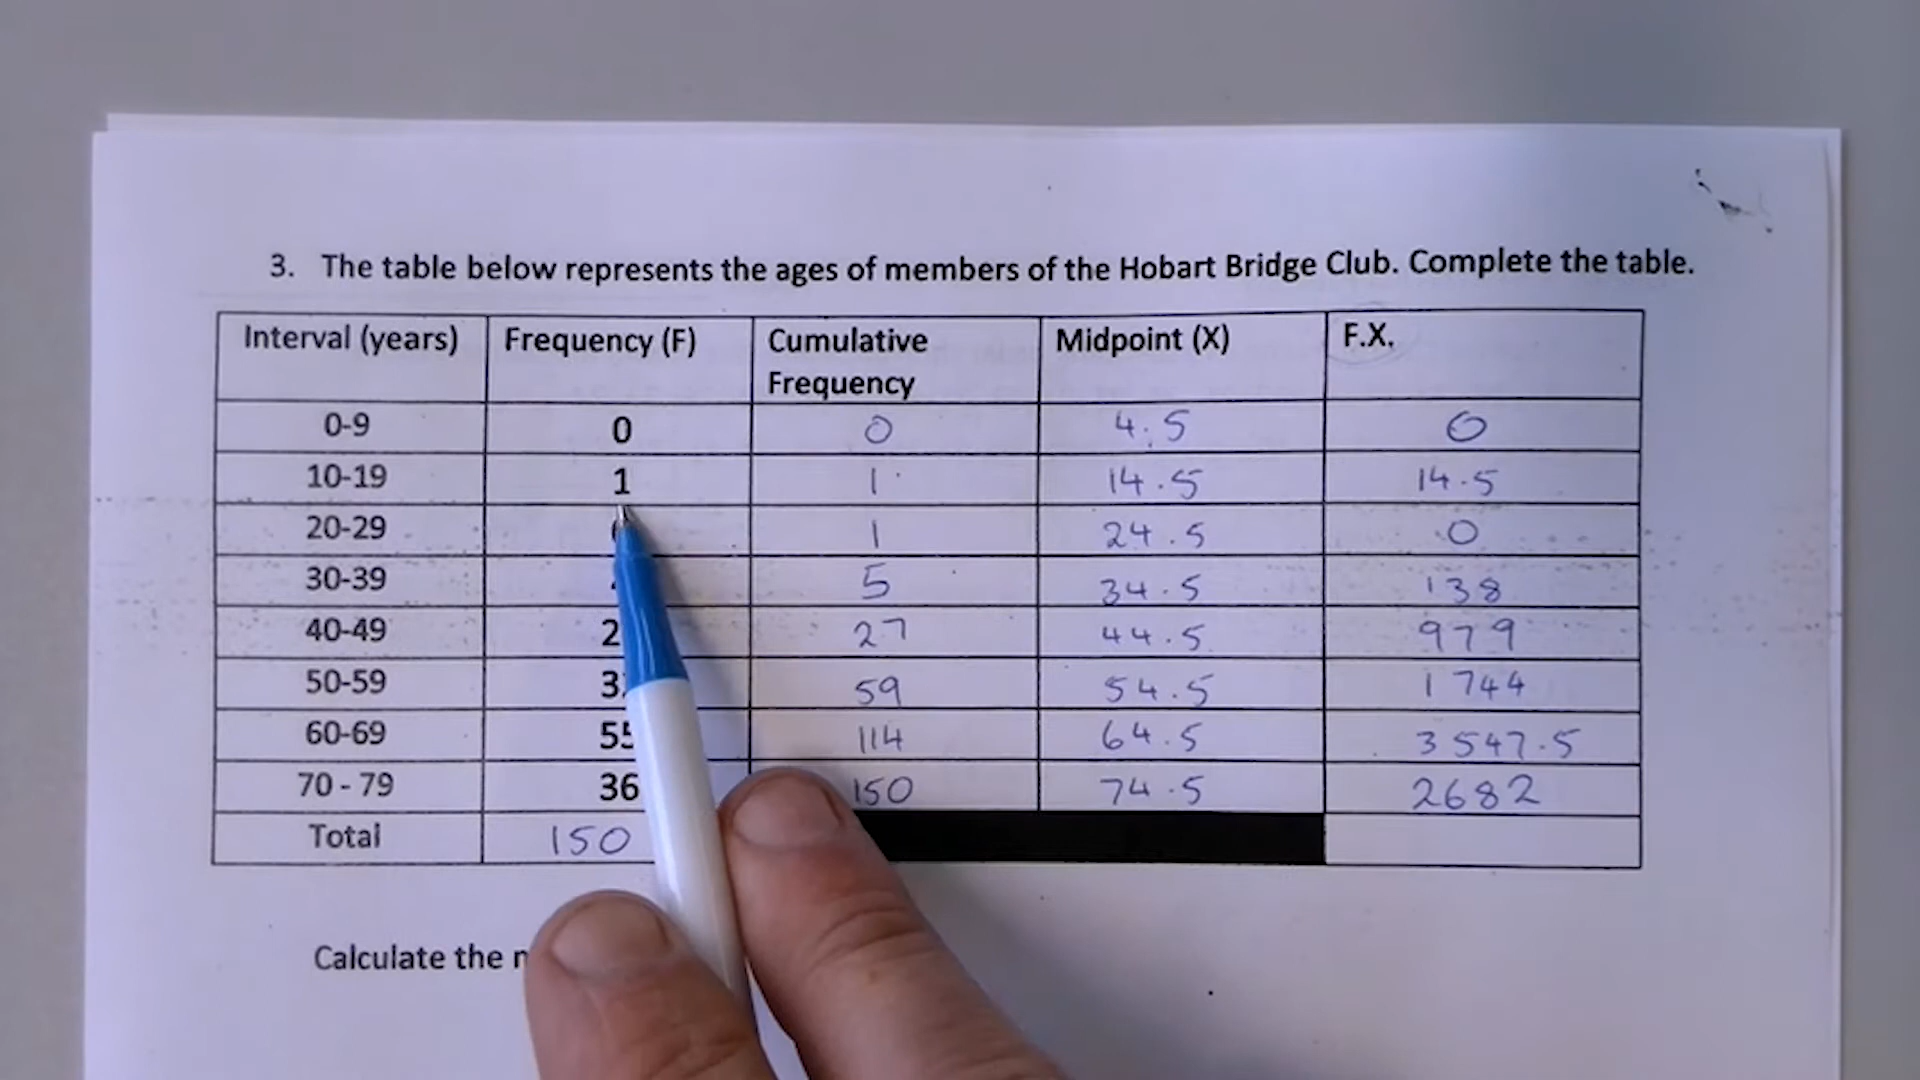 3. The table below represents the ages of members of the Hobart Bridge Club. Complete the table.
Interval (years) Frequency (F) Cumulative Frequency Midpoint (X) F.X.
0-9 0 0 4.5 0
10-19 1 1 14.5 14.5
20-29 1 24.5 0
30-39 5 34.5 138
40-49 27 44.5 979
50-59 59 54.5 1744
60-69 55 114 64.5 3547.5
70 - 79 36 150 74.5 2682
Total 150
Calculate the